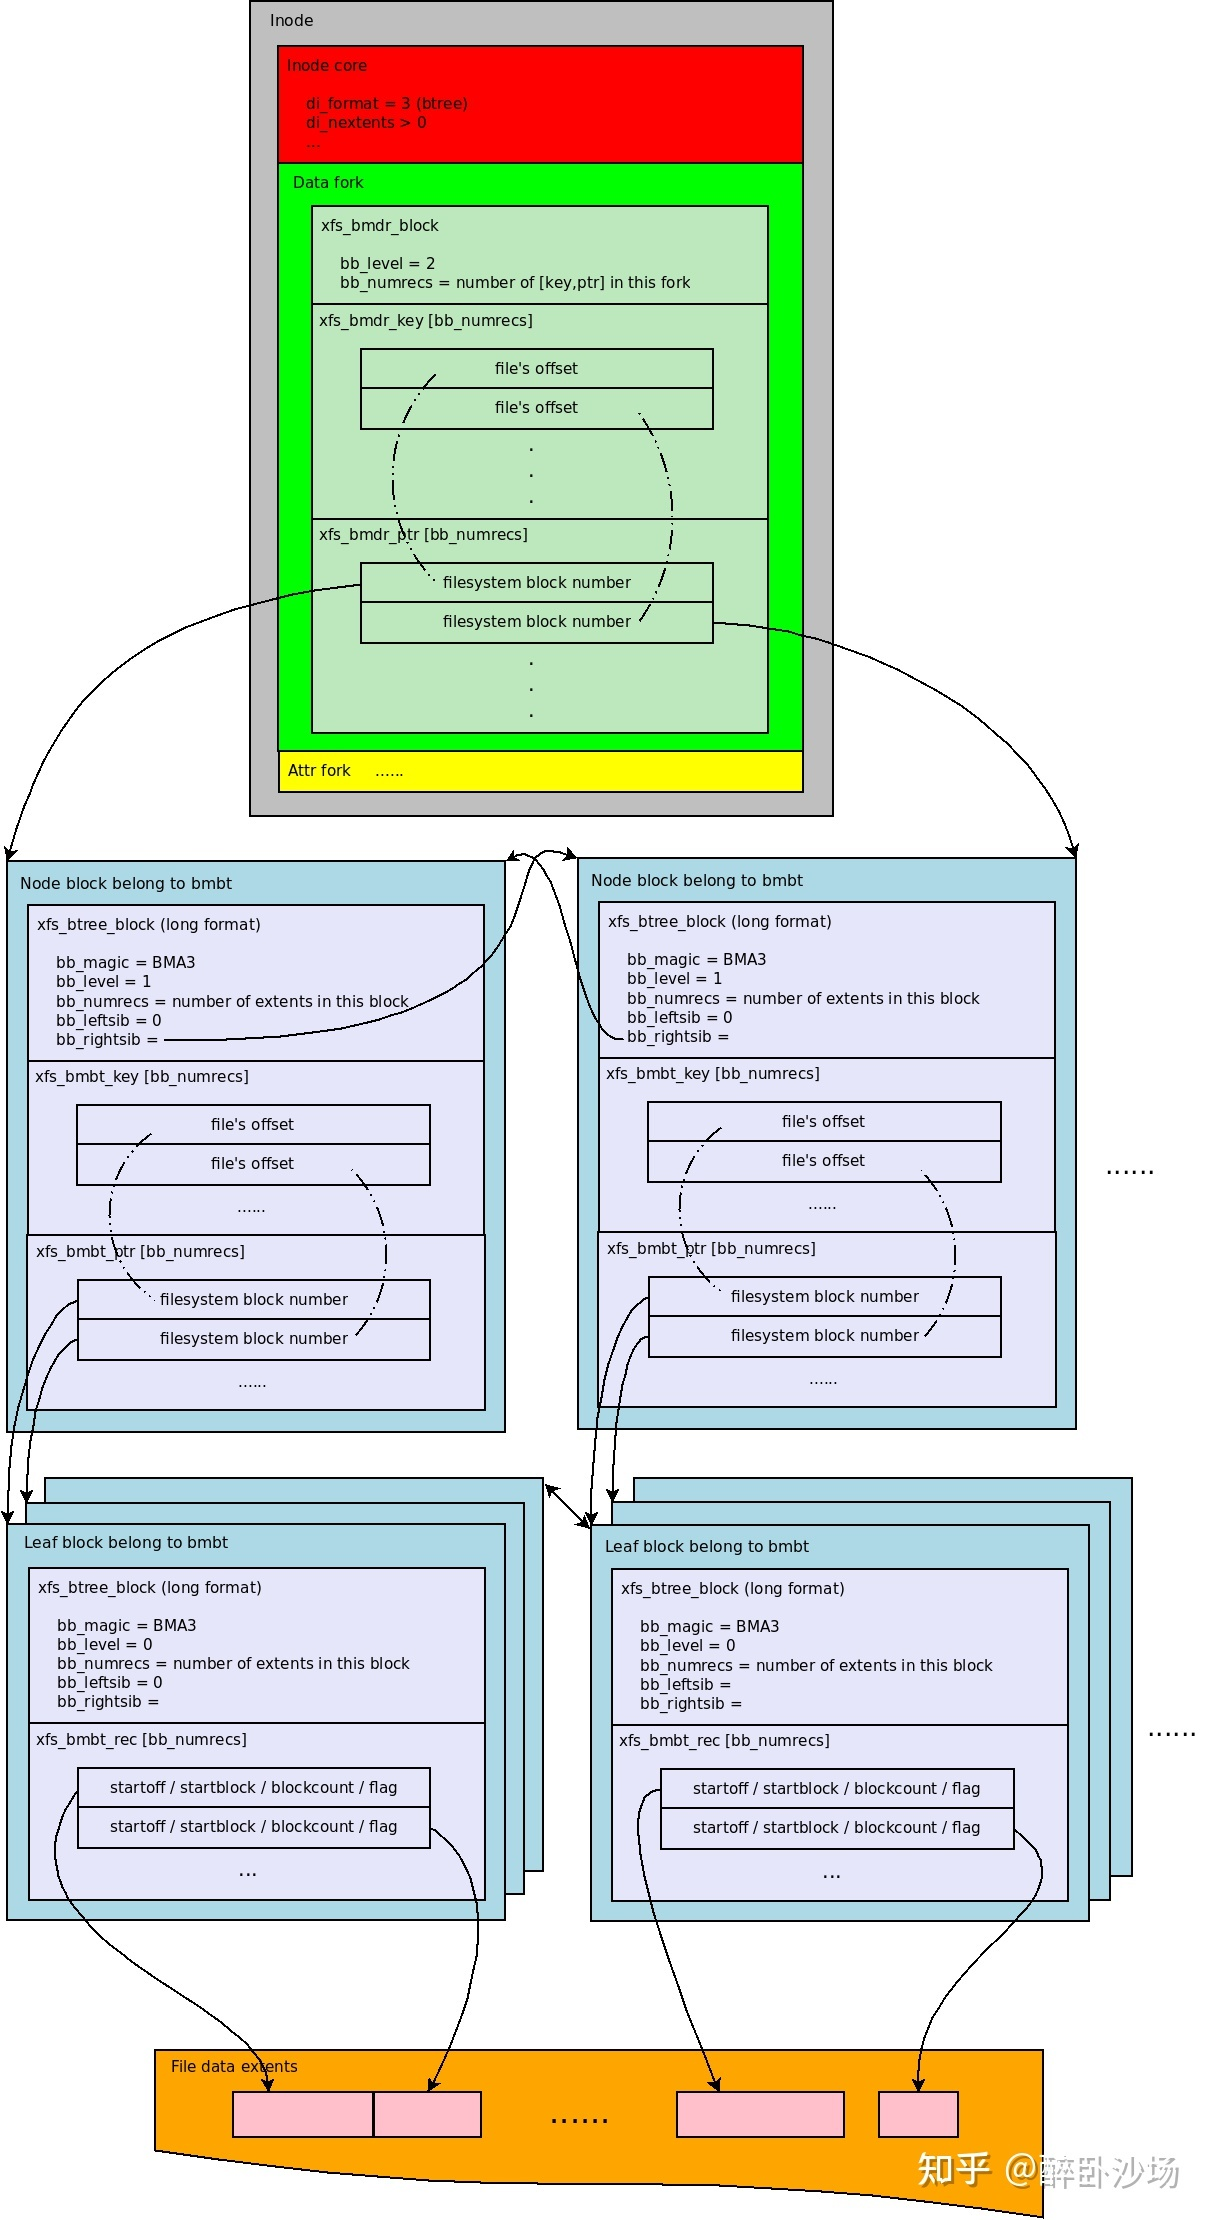 Inode
Inode core
di_format = 3 (btree)
di_nextents > 0
...
Data fork
xfs_bmdr_block
bb_level = 2
bb_numrecs = number of [key,ptr] in this fork
xfs_bmdr_key [bb_numrecs]
file's offset
file's offset
.
.
.
xfs_bmdr_ptr [bb_numrecs]
filesystem block number
filesystem block number
.
.
.
Attr fork ......
Node block belong to bmbt
xfs_btree_block (long format)
bb_magic = BMA3
bb_level = 1
bb_numrecs = number of extents in this block
bb_leftsib = 0
bb_rightsib =
xfs_bmbt_key [bb_numrecs]
file's offset
file's offset
......
xfs_bmbt_ptr [bb_numrecs]
filesystem block number
filesystem block number
......
Node block belong to bmbt
xfs_btree_block (long format)
bb_magic = BMA3
bb_level = 1
bb_numrecs = number of extents in this block
bb_leftsib = 0
bb_rightsib =
xfs_bmbt_key [bb_numrecs]
file's offset
file's offset
......
xfs_bmbt_ptr [bb_numrecs]
filesystem block number
filesystem block number
......
......
Leaf block belong to bmbt
xfs_btree_block (long format)
bb_magic = BMA3
bb_level = 0
bb_numrecs = number of extents in this block
bb_leftsib = 0
bb_rightsib =
xfs_bmbt_rec [bb_numrecs]
startoff / startblock / blockcount / flag
startoff / startblock / blockcount / flag
...
Leaf block belong to bmbt
xfs_btree_block (long format)
bb_magic = BMA3
bb_level = 0
bb_numrecs = number of extents in this block
bb_leftsib =
bb_rightsib =
xfs_bmbt_rec [bb_numrecs]
startoff / startblock / blockcount / flag
startoff / startblock / blockcount / flag
...
......
File data extents
......
知乎 @醉卧沙场